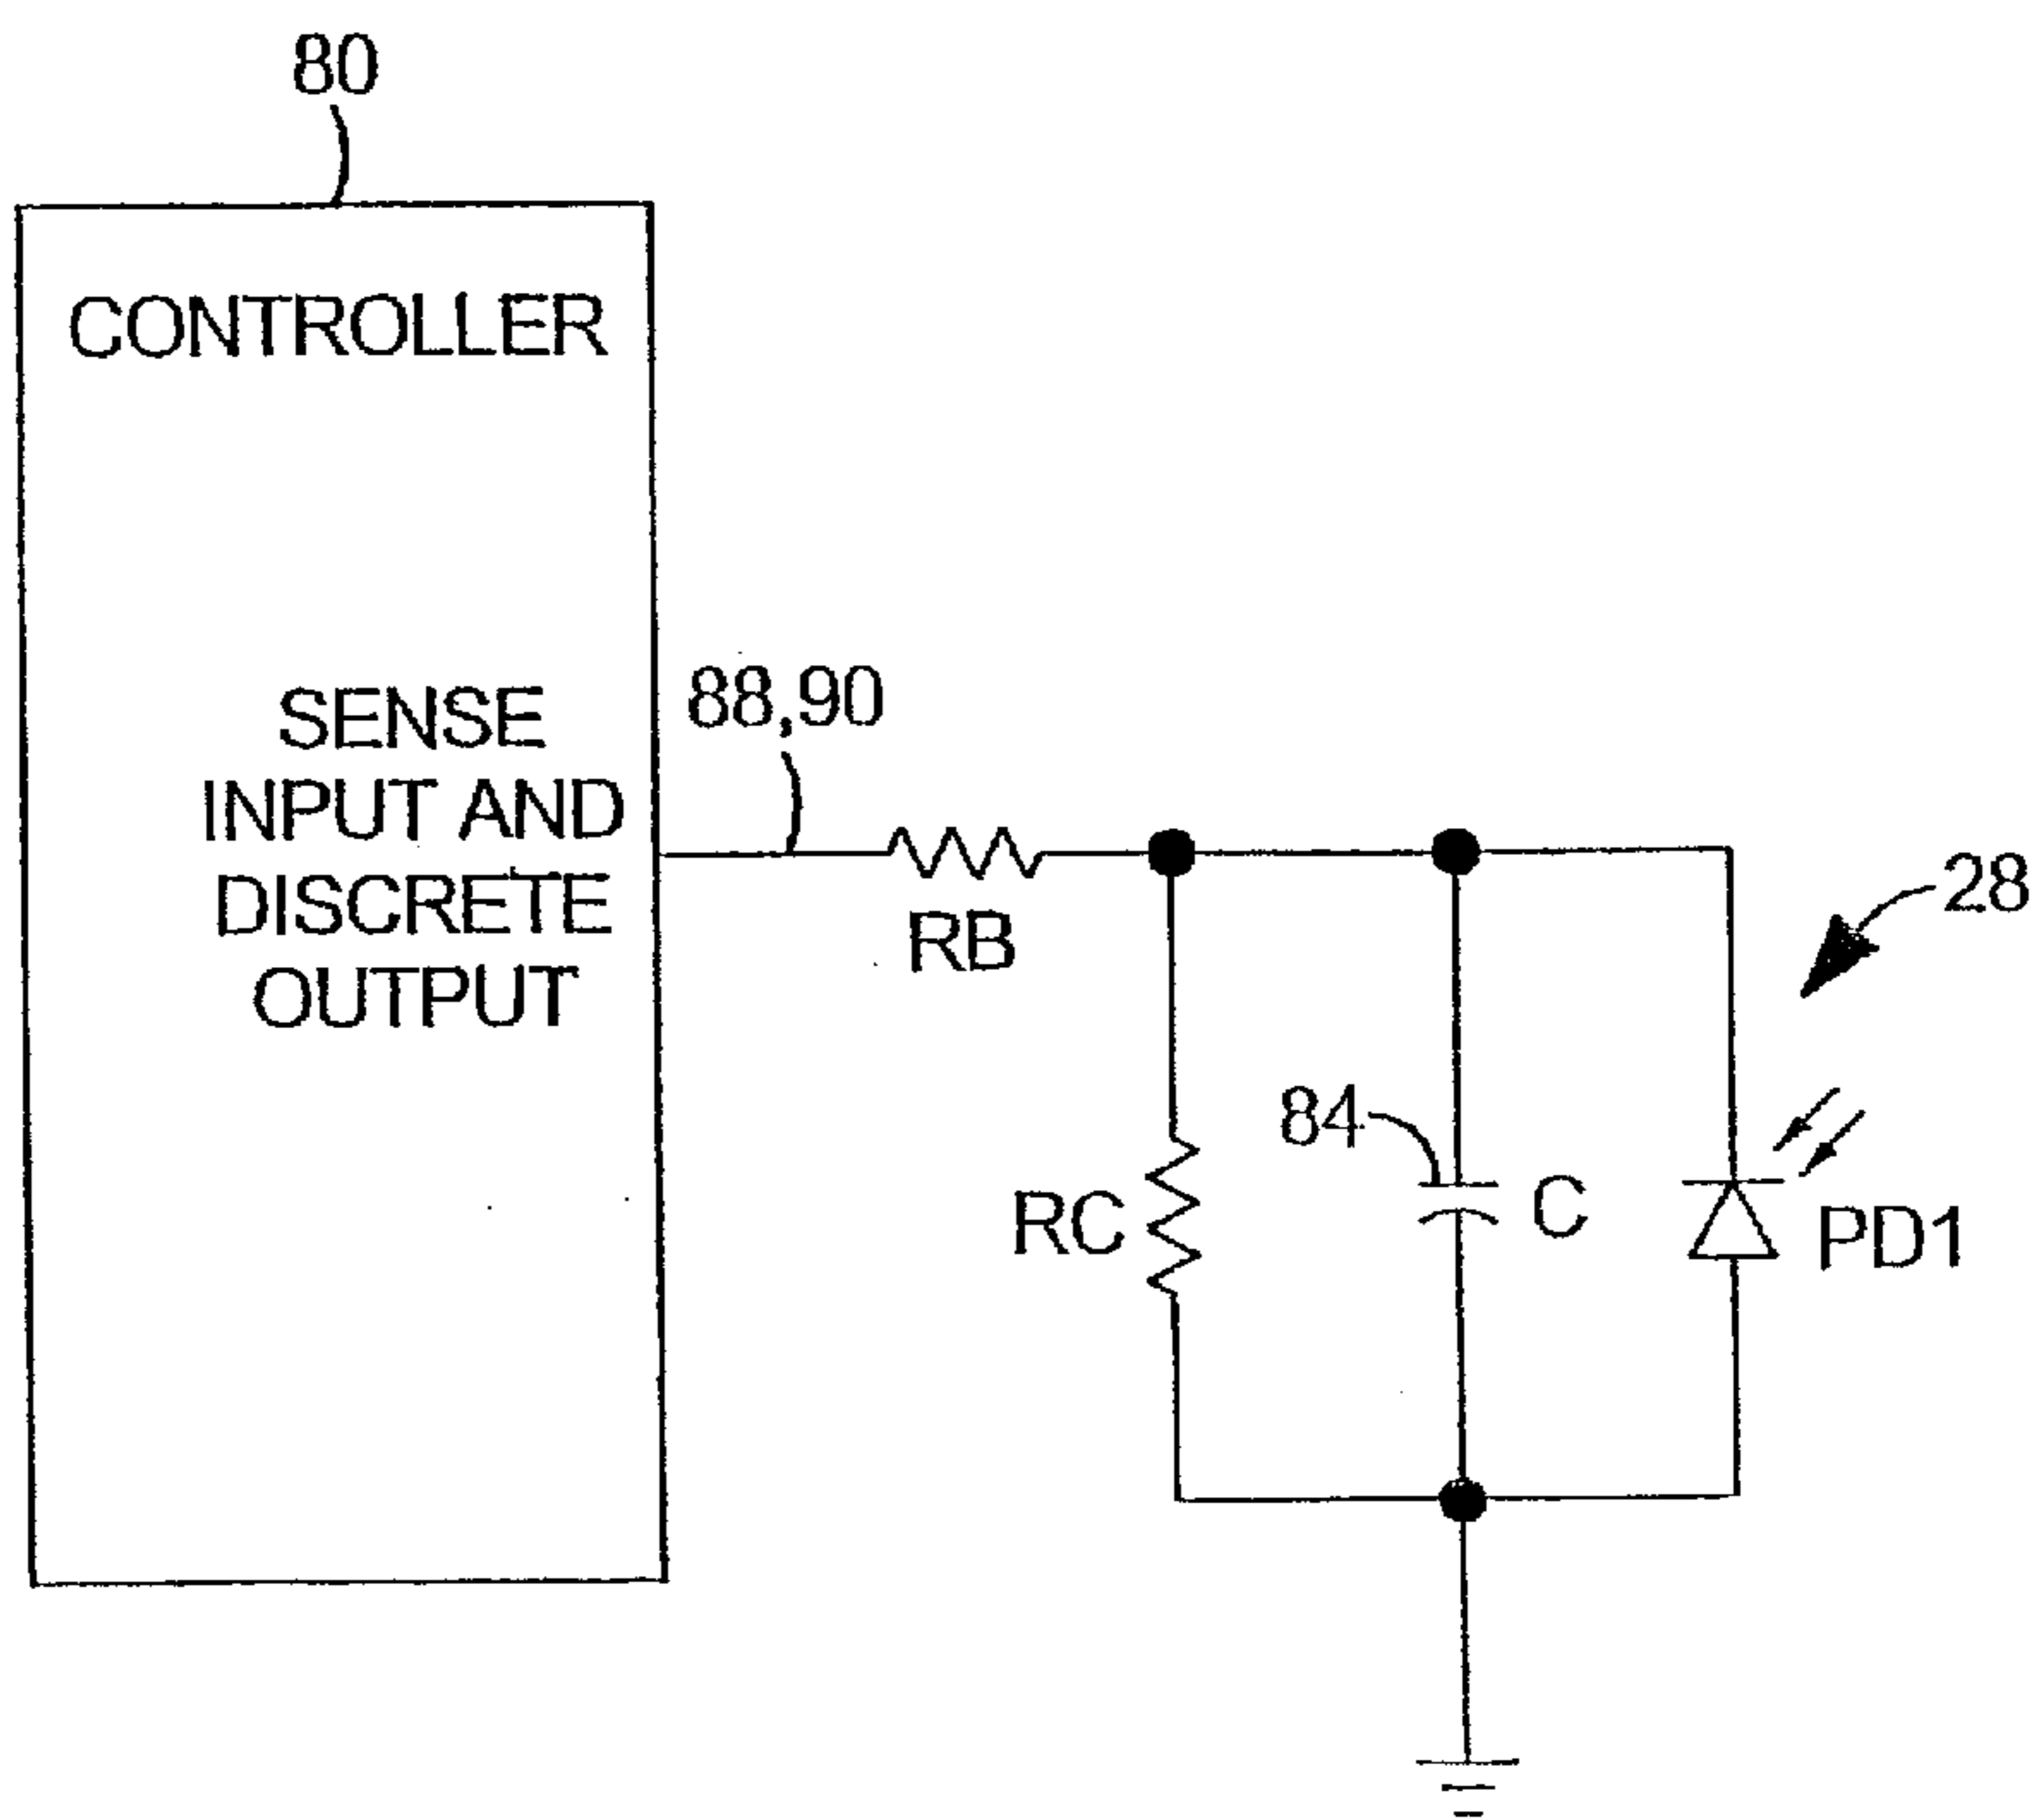 80
CONTROLLER
SENSE
INPUT AND
DISCRETE
OUTPUT
88,90
RB
28
84
RC
C
PD1